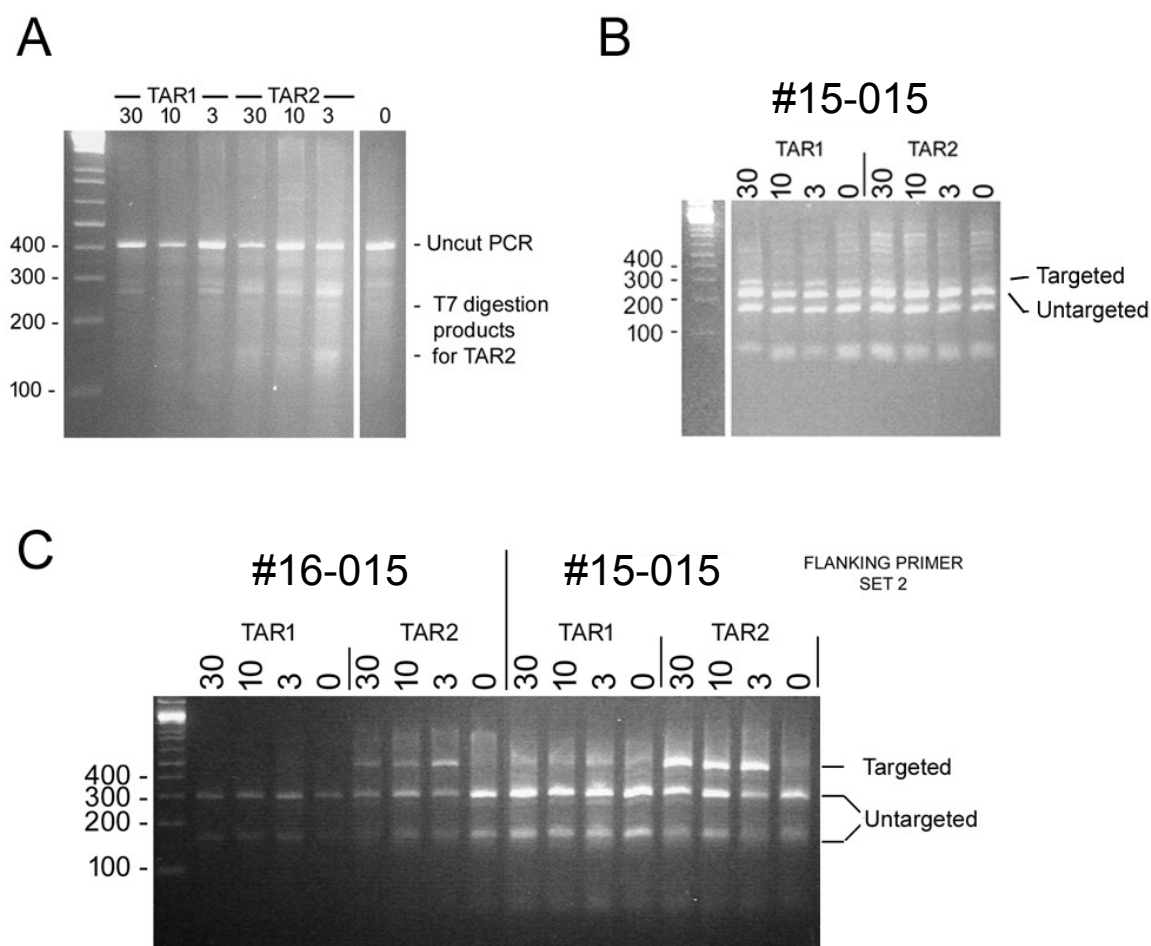 A
TAR1 TAR2
30 10 3 30 10 3 0
400 -
300 -
200 -
100 -
- Uncut PCR
- T7 digestion
products
- for TAR2
B
#15-015
TAR1 TAR2
30 10 3 0 30 10 3 0
400 -
300 -
200 -
100 -
Targeted
Untargeted
C
#16-015 #15-015
FLANKING PRIMER
SET 2
TAR1 TAR2 TAR1 TAR2
30 10 3 0 30 10 3 0 30 10 3 0 30 10 3 0
400 -
300 -
200 -
100 -
Targeted
Untargeted